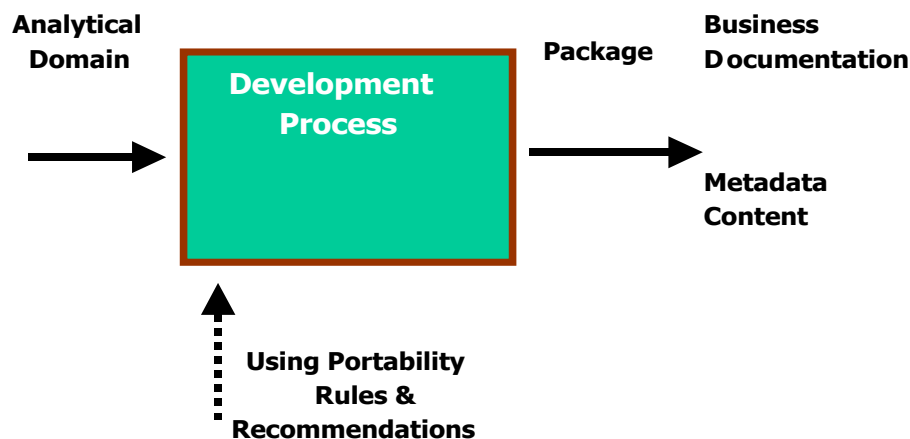 Analytical
Domain
Development
Process
Package
Business
Documentation
Metadata
Content
Using Portability
Rules &
Recommendations